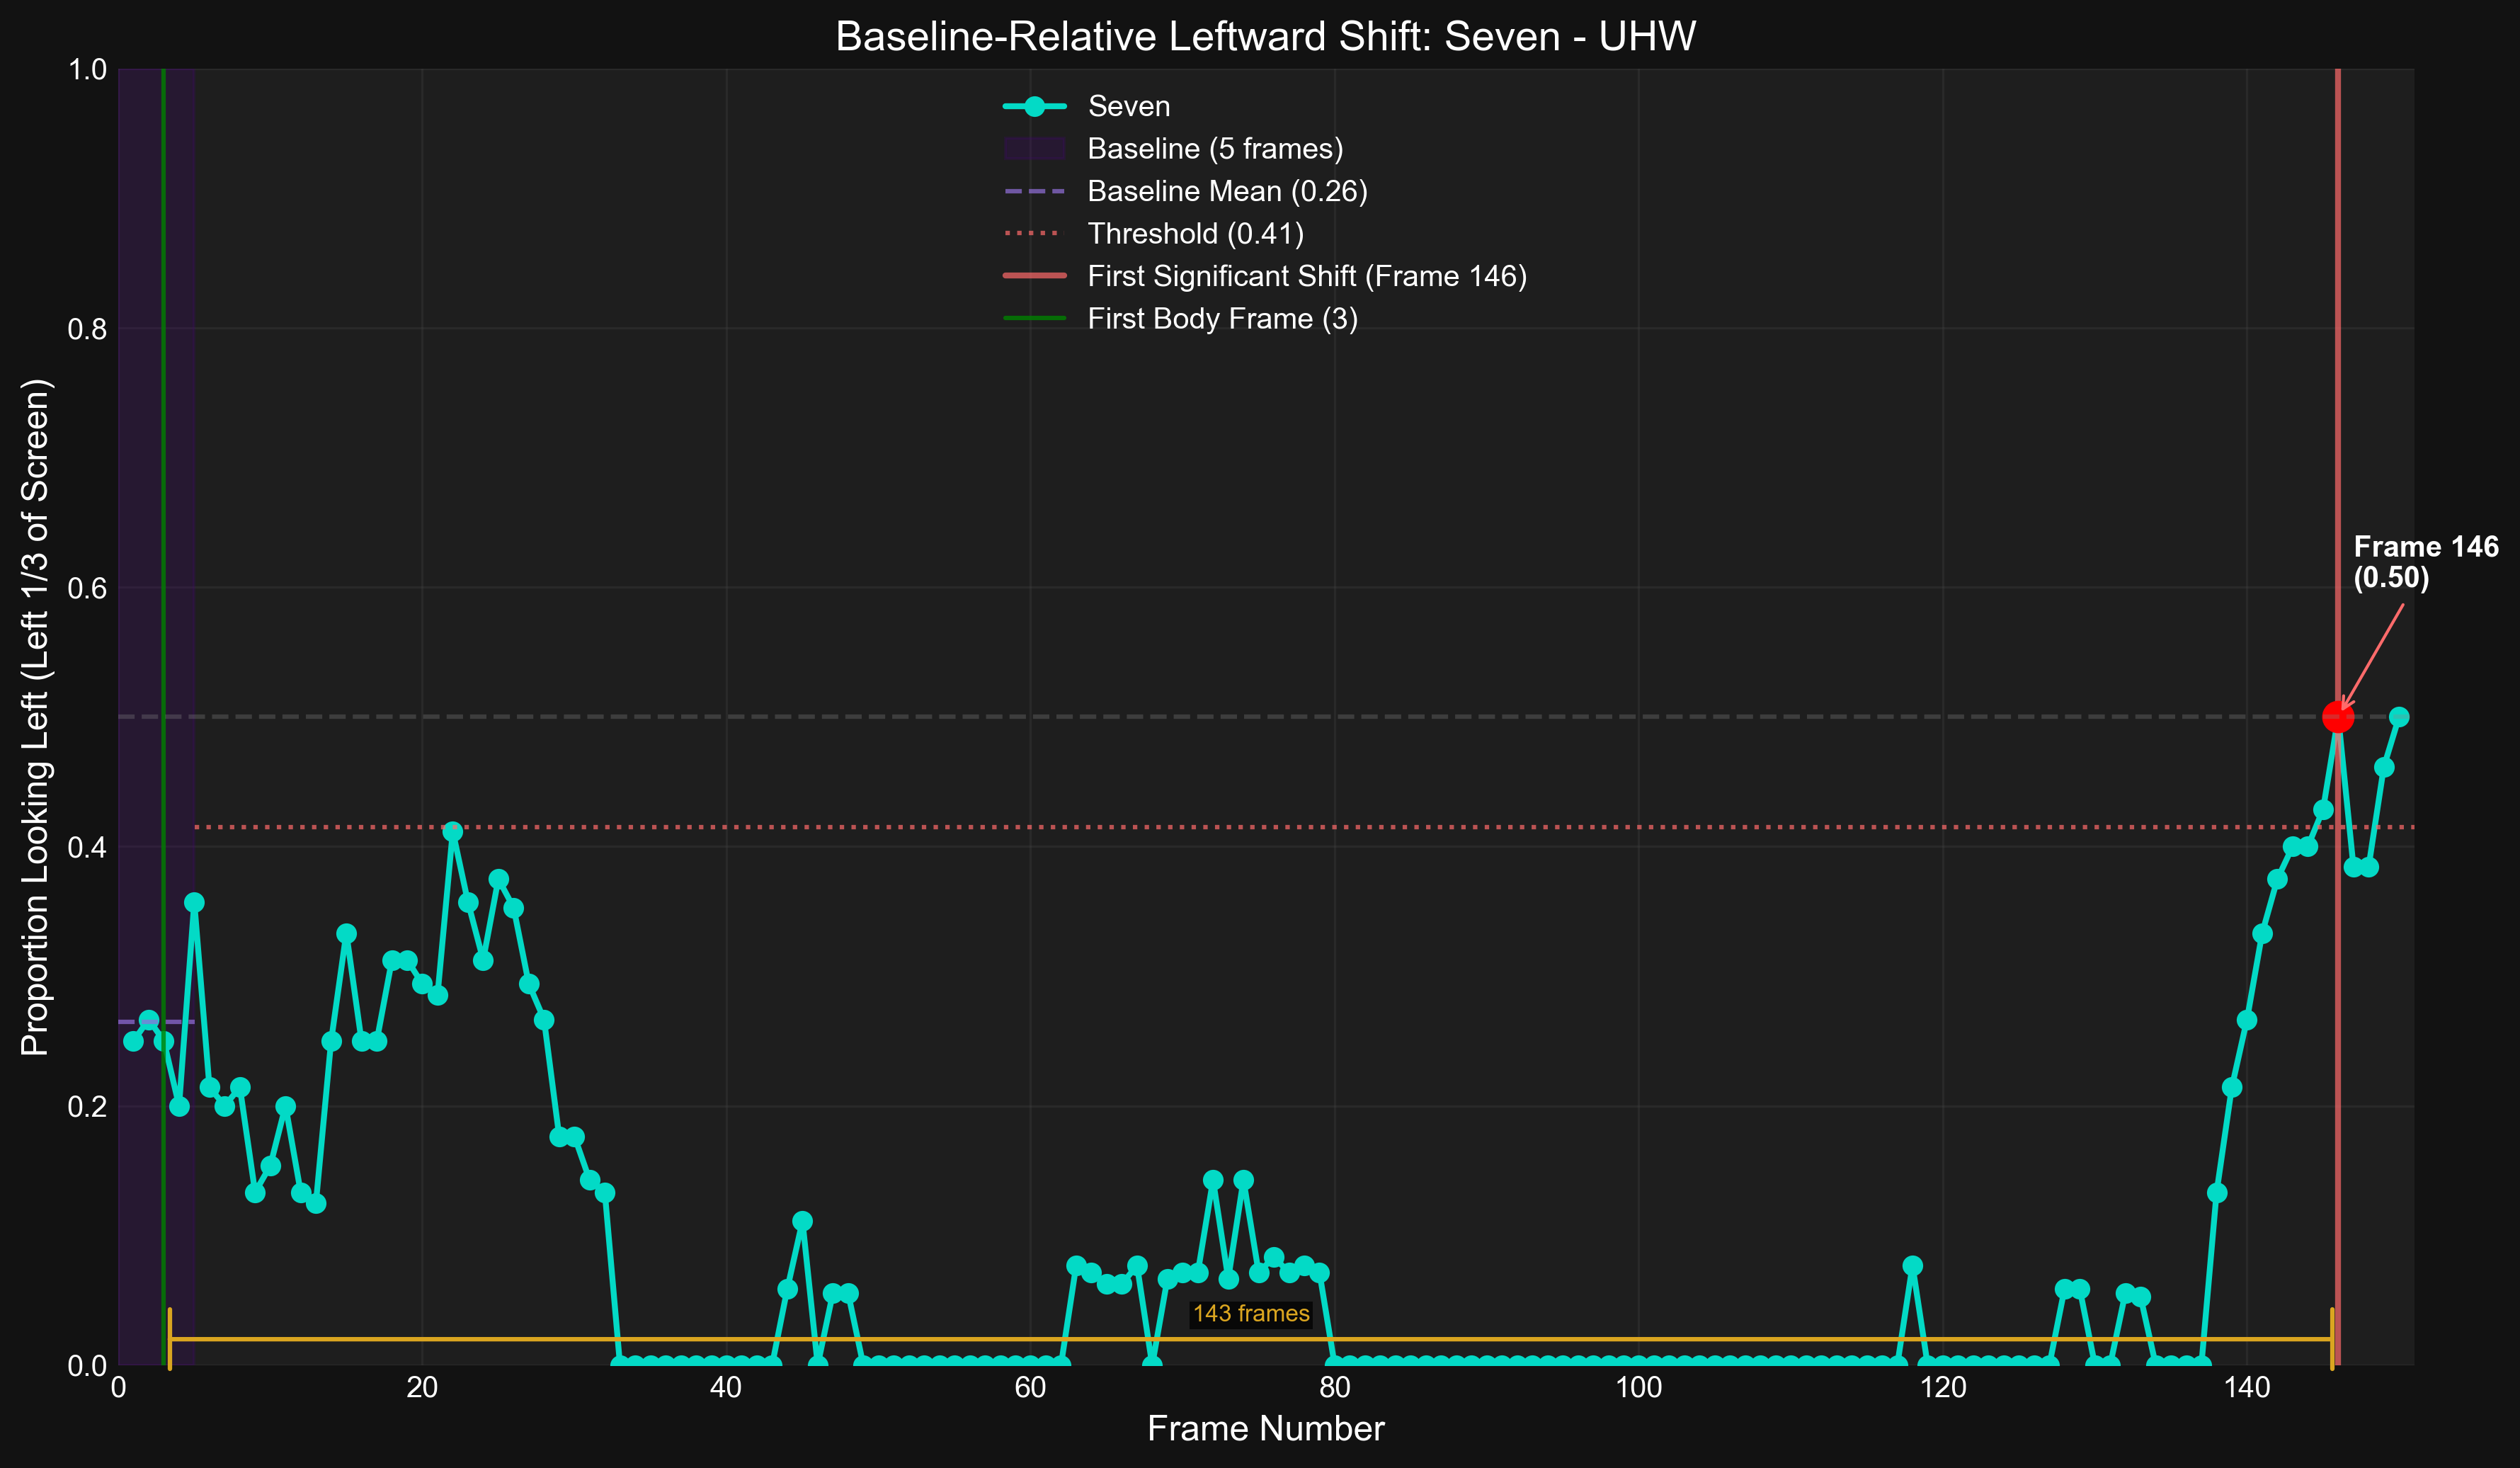 Baseline-Relative Leftward Shift: Seven - UHW
Proportion Looking Left (Left 1/3 of Screen)
1.0
0.8
0.6
0.4
0.2
0.0
Seven
Baseline (5 frames)
Baseline Mean (0.26)
Threshold (0.41)
First Significant Shift (Frame 146)
First Body Frame (3)
Frame 146
(0.50)
143 frames
0
20
40
60
80
100
120
140
Frame Number